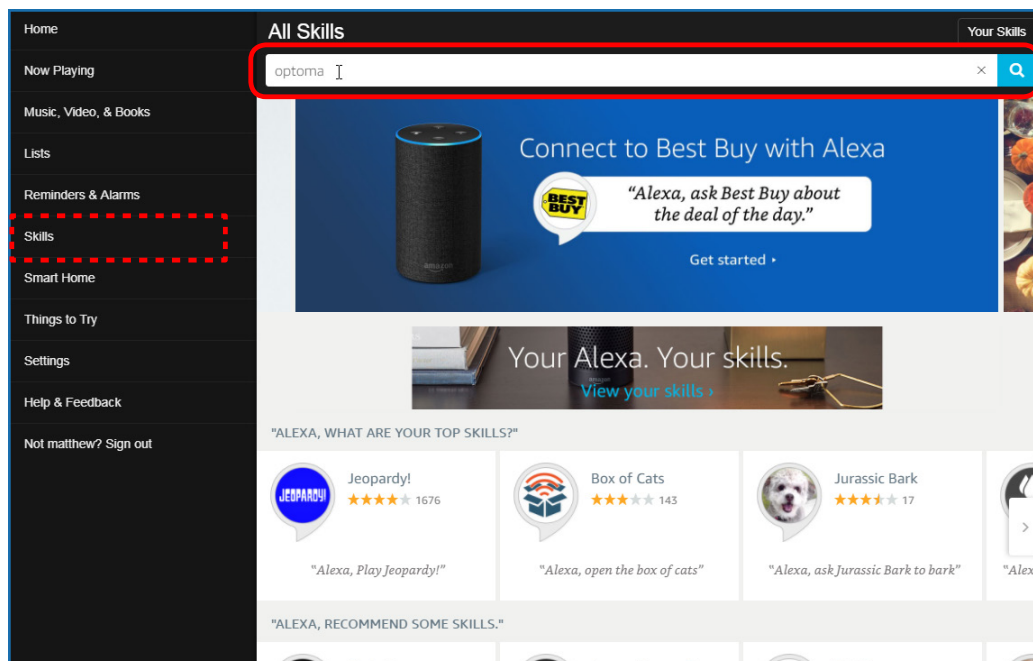 Home
Now Playing
Music, Video, & Books
Lists
Reminders & Alarms
Skills
Smart Home
Things to Try
Settings
Help & Feedback
Not matthew? Sign out
All Skills
Your Skills
optoma
×
Connect to Best Buy with Alexa
BEST
BUY
“Alexa, ask Best Buy about
the deal of the day.”
Get started ›
amazon
Your Alexa. Your skills.
View your skills ›
"ALEXA, WHAT ARE YOUR TOP SKILLS?"
JEOPARDY!
Jeopardy!
1676
"Alexa, Play Jeopardy!"
Box of Cats
143
"Alexa, open the box of cats"
Jurassic Bark
17
"Alexa, ask Jurassic Bark to bark"
"Alex
"ALEXA, RECOMMEND SOME SKILLS."